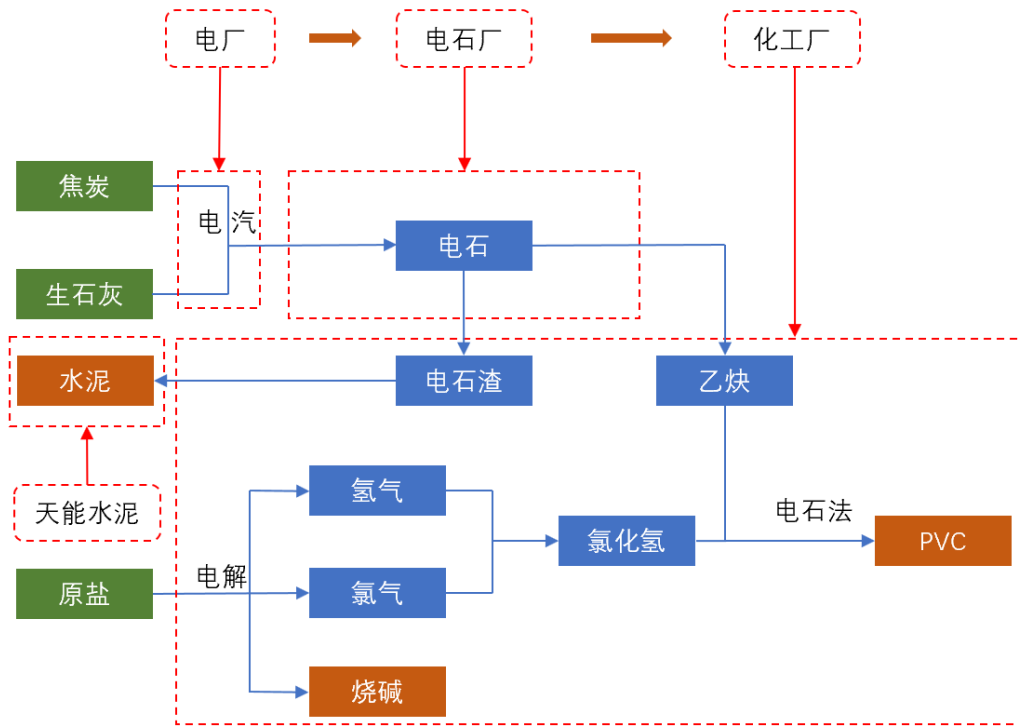 电厂
电石厂
化工厂
焦炭
电 汽
电石
生石灰
水泥
电石渣
乙炔
天能水泥
氢气
电石法
氯化氢
PVC
原盐
电解
氯气
烧碱